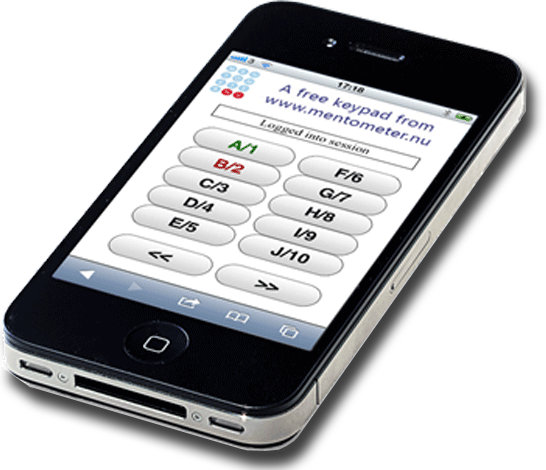 3
17:18
A free keypad from
www.mentometer.nu
Logged into session
A/1
B/2
C/3
D/4
E/5
F/6
G/7
H/8
I/9
J/10
<<
>>